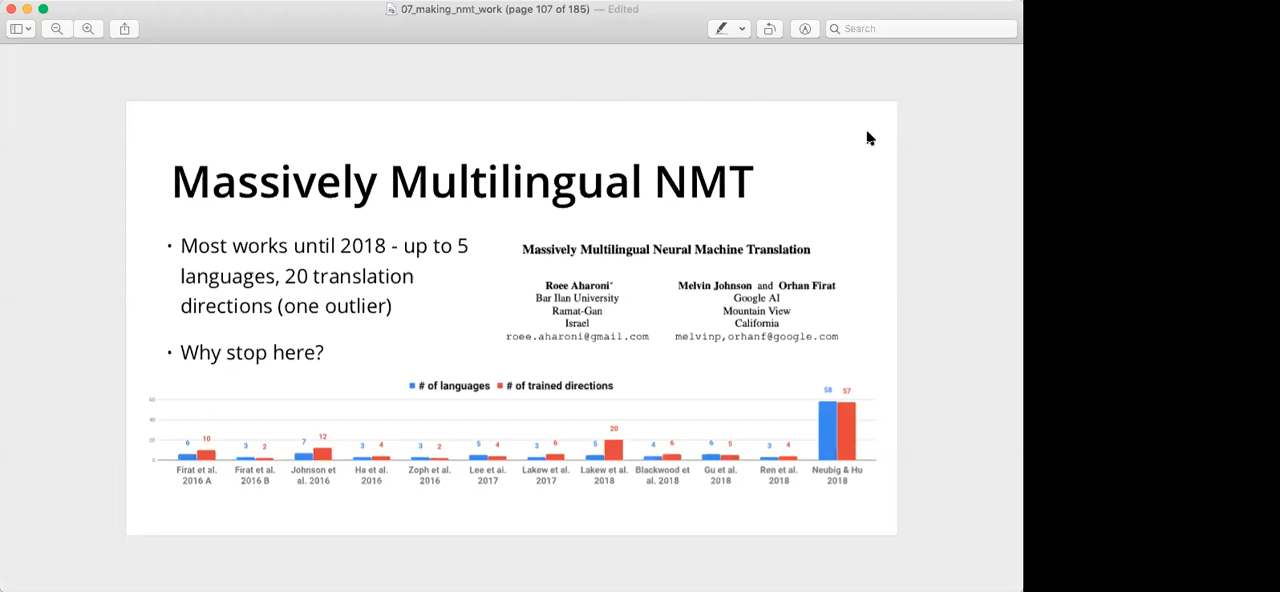 07_making_nmt_work (page 107 of 185) — Edited
Search
Massively Multilingual NMT
• Most works until 2018 - up to 5
languages, 20 translation
directions (one outlier)
• Why stop here?
Massively Multilingual Neural Machine Translation
Roee Aharoni*
Bar Ilan University
Ramat-Gan
Israel
roee.aharoni@gmail.com
Melvin Johnson and Orhan Firat
Google AI
Mountain View
California
melvinp,orhanf@google.com
# of languages # of trained directions
60
40
20
0
6 10
3 2
7 12
3 4
3 2
5 4
3 6
5 20
4 6
6 5
3 4
58 57
Firat et al.
2016 A
Firat et al.
2016 B
Johnson et
al. 2016
Ha et al.
2016
Zoph et al.
2016
Lee et al.
2017
Lakew et al.
2017
Lakew et al.
2018
Blackwood et
al. 2018
Gu et al.
2018
Ren et al.
2018
Neubig & Hu
2018